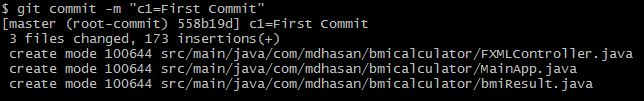 $ git commit -m "c1=First Commit"
[master (root-commit) 558b19d] c1=First Commit
 3 files changed, 173 insertions(+)
 create mode 100644 src/main/java/com/mdhasan/bmicalculator/FXMLController.java
 create mode 100644 src/main/java/com/mdhasan/bmicalculator/MainApp.java
 create mode 100644 src/main/java/com/mdhasan/bmicalculator/bmiResult.java